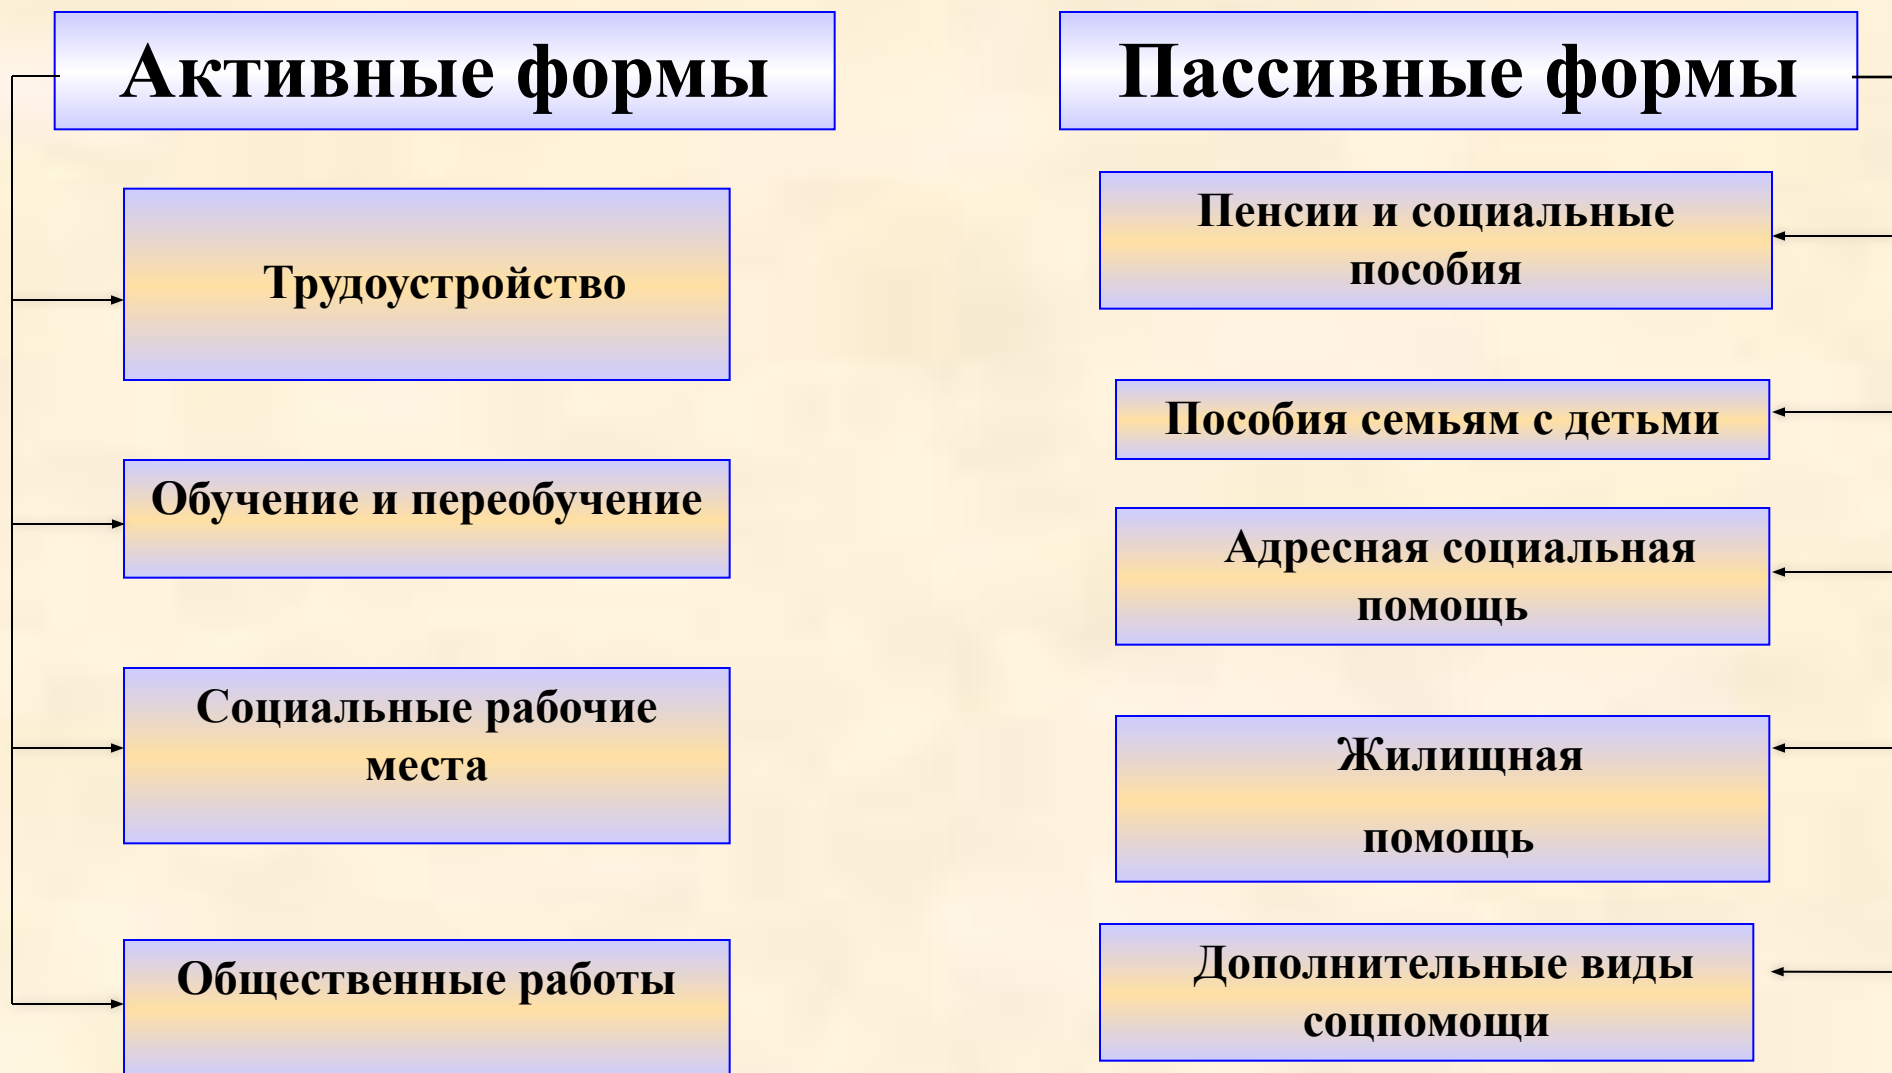 Активные формы
Трудоустройство
Обучение и переобучение
Социальные рабочие
места
Общественные работы
Пассивные формы
Пенсии и социальные
пособия
Пособия семьям с детьми
Адресная социальная
помощь
Жилищная
помощь
Дополнительные виды
соцпомощи